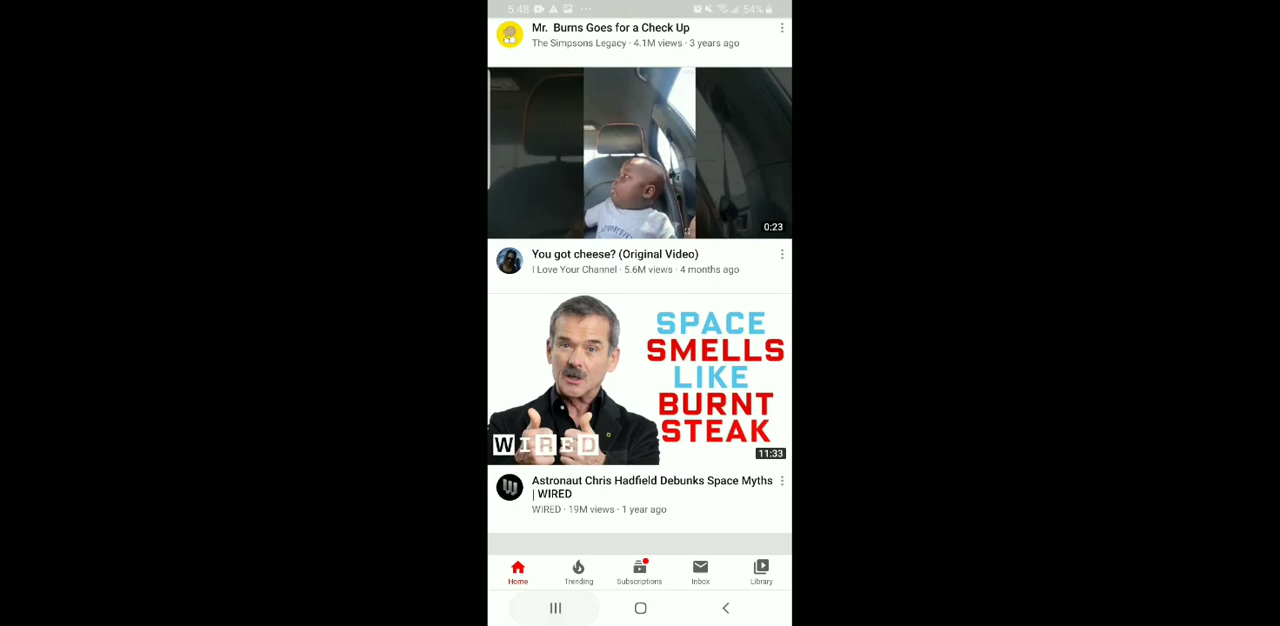 5:48
54%
Mr. Burns Goes for a Check Up
The Simpsons Legacy · 4.1M views · 3 years ago
0:23
You got cheese? (Original Video)
I Love Your Channel · 5.6M views · 4 months ago
SPACE
SMELLS
LIKE
BURNT
STEAK
WIRED
11:33
Astronaut Chris Hadfield Debunks Space Myths
| WIRED
WIRED · 19M views · 1 year ago
Home Trending Subscriptions Inbox Library